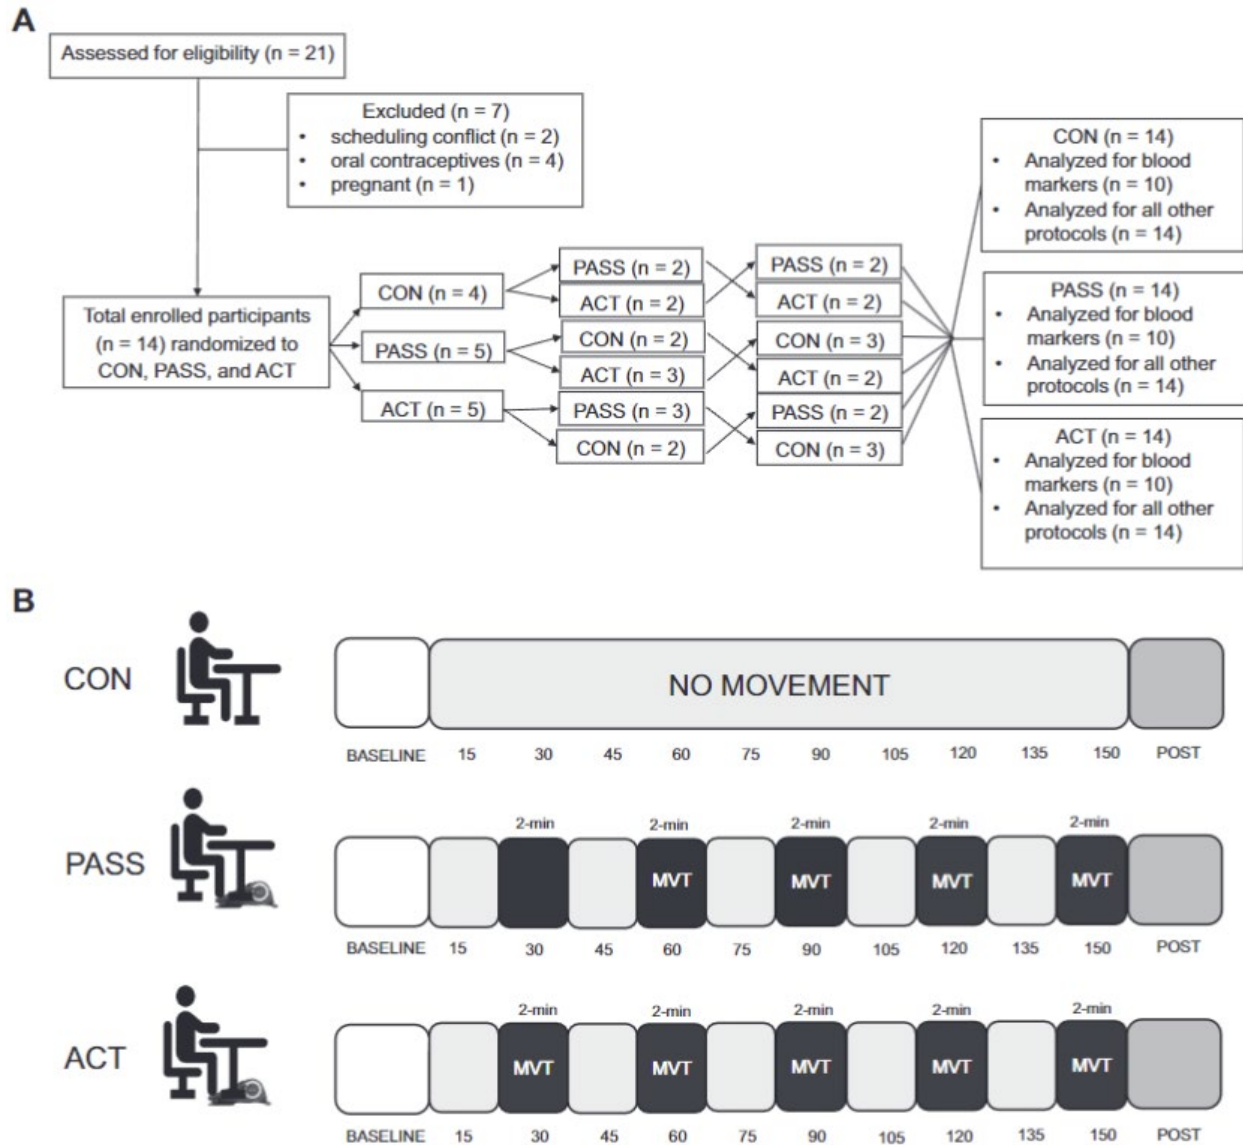 A
Assessed for eligibility (n = 21)
Excluded (n = 7)
• scheduling conflict (n = 2)
• oral contraceptives (n = 4)
• pregnant (n = 1)
Total enrolled participants
(n = 14) randomized to
CON, PASS, and ACT
CON (n = 4)
PASS (n = 5)
ACT (n = 5)
PASS (n = 2)
ACT (n = 2)
CON (n = 2)
ACT (n = 3)
PASS (n = 3)
CON (n = 2)
PASS (n = 2)
ACT (n = 2)
CON (n = 3)
ACT (n = 2)
PASS (n = 2)
CON (n = 3)
CON (n = 14)
• Analyzed for blood
markers (n = 10)
• Analyzed for all other
protocols (n = 14)
PASS (n = 14)
• Analyzed for blood
markers (n = 10)
• Analyzed for all other
protocols (n = 14)
ACT (n = 14)
• Analyzed for blood
markers (n = 10)
• Analyzed for all other
protocols (n = 14)
B
CON
NO MOVEMENT
BASELINE 15 30 45 60 75 90 105 120 135 150 POST
2-min 2-min 2-min 2-min 2-min
PASS
MVT MVT MVT MVT
BASELINE 15 30 45 60 75 90 105 120 135 150 POST
2-min 2-min 2-min 2-min 2-min
ACT
MVT MVT MVT MVT MVT
BASELINE 15 30 45 60 75 90 105 120 135 150 POST